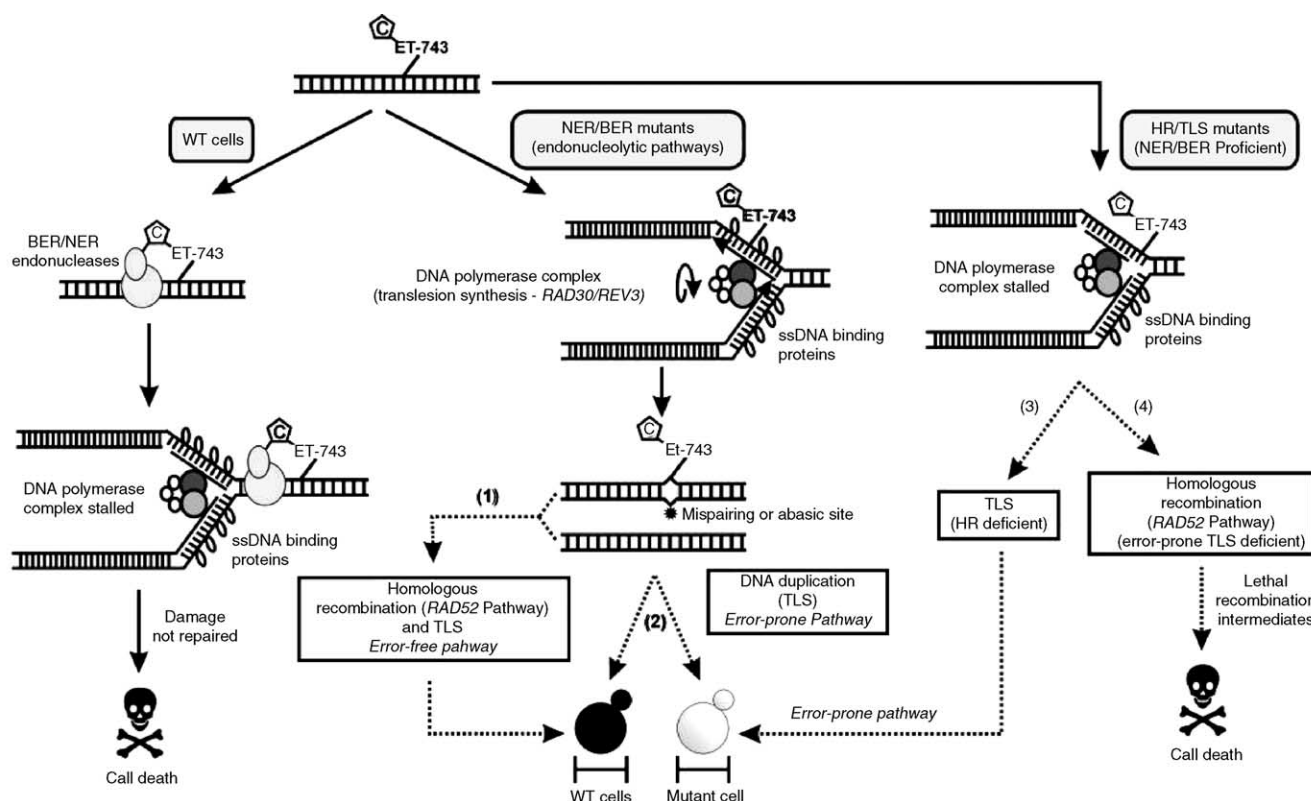 C
ET-743
WT cells
NER/BER mutants
(endonucleolytic pathways)
HR/TLS mutants
(NER/BER Proficient)
BER/NER
endonucleases
C
ET-743
C
ET-743
DNA polymerase complex
(translesion synthesis - RAD30/REV3)
ssDNA binding
proteins
C
ET-743
DNA ploymerase
complex stalled
ssDNA binding
proteins
C
ET-743
DNA polymerase
complex stalled
ssDNA binding
proteins
Damage
not repaired
Call death
C
Et-743
Mispairing or abasic site
(1)
Homologous
recombination (RAD52 Pathway)
and TLS
Error-free pahway
(2)
DNA duplication
(TLS)
Error-prone Pathway
WT cells
Mutant cell
(3)
(4)
TLS
(HR deficient)
Homologous
recombination
(RAD52 Pathway)
(error-prone TLS deficient)
Error-prone pathway
Lethal
recombination
intermediates
Call death